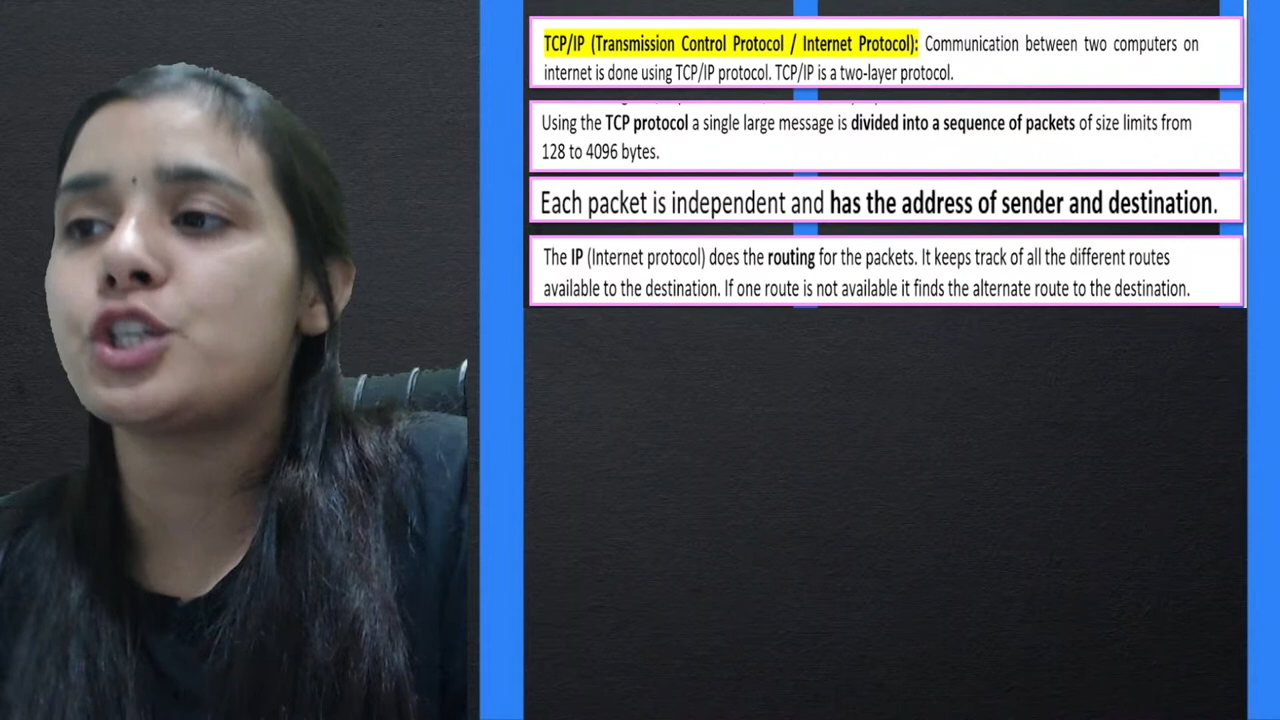 TCP/IP (Transmission Control Protocol / Internet Protocol): Communication between two computers on
internet is done using TCP/IP protocol. TCP/IP is a two-layer protocol.
Using the TCP protocol a single large message is divided into a sequence of packets of size limits from
128 to 4096 bytes.
Each packet is independent and has the address of sender and destination.
The IP (Internet protocol) does the routing for the packets. It keeps track of all the different routes
available to the destination. If one route is not available it finds the alternate route to the destination.